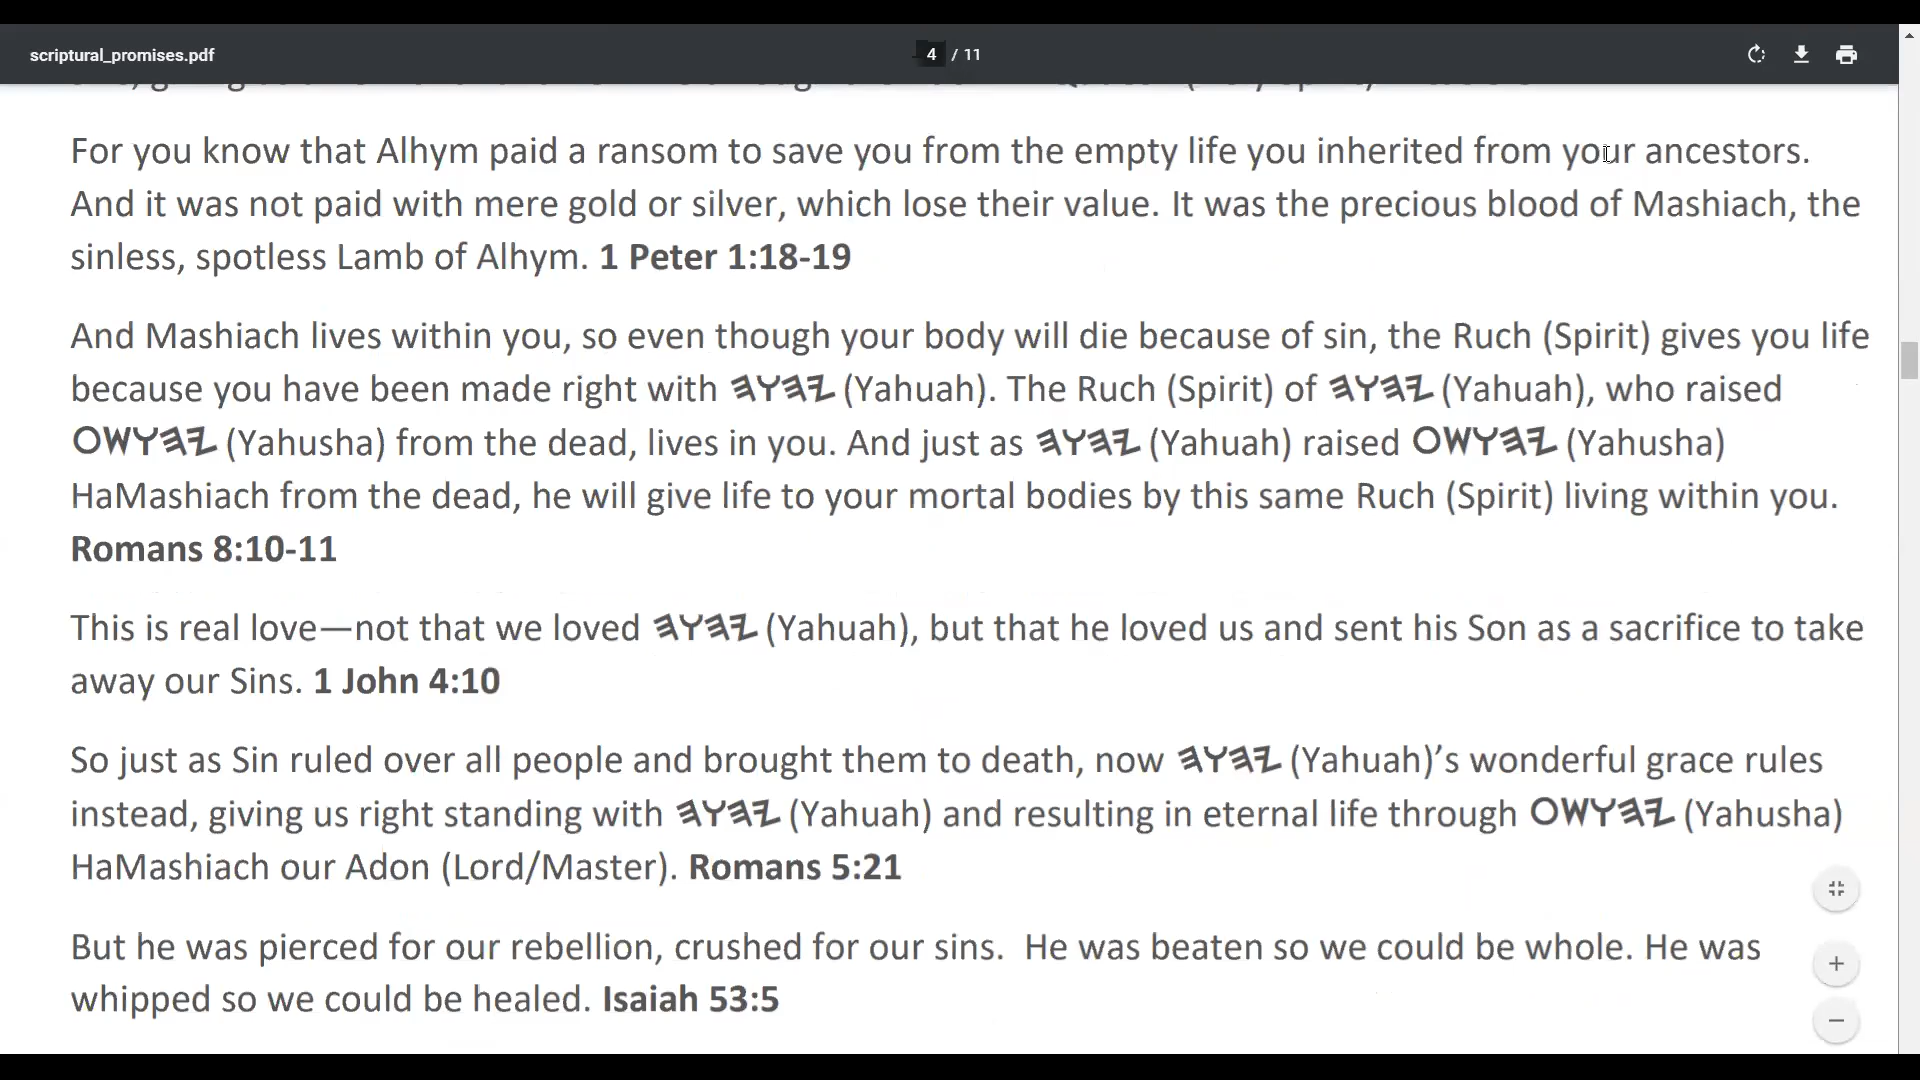 scriptural_promises.pdf
4 / 11
For you know that Alhym paid a ransom to save you from the empty life you inherited from your ancestors.
And it was not paid with mere gold or silver, which lose their value. It was the precious blood of Mashiach, the
sinless, spotless Lamb of Alhym. 1 Peter 1:18-19
And Mashiach lives within you, so even though your body will die because of sin, the Ruch (Spirit) gives you life
because you have been made right with 𐤉𐤄𐤅𐤄 (Yahuah). The Ruch (Spirit) of 𐤉𐤄𐤅𐤄 (Yahuah), who raised
𐤉𐤄𐤅𐤔𐤏 (Yahusha) from the dead, lives in you. And just as 𐤉𐤄𐤅𐤄 (Yahuah) raised 𐤉𐤄𐤅𐤔𐤏 (Yahusha)
HaMashiach from the dead, he will give life to your mortal bodies by this same Ruch (Spirit) living within you.
Romans 8:10-11
This is real love—not that we loved 𐤉𐤄𐤅𐤄 (Yahuah), but that he loved us and sent his Son as a sacrifice to take
away our Sins. 1 John 4:10
So just as Sin ruled over all people and brought them to death, now 𐤉𐤄𐤅𐤄 (Yahuah)’s wonderful grace rules
instead, giving us right standing with 𐤉𐤄𐤅𐤄 (Yahuah) and resulting in eternal life through 𐤉𐤄𐤅𐤔𐤏 (Yahusha)
HaMashiach our Adon (Lord/Master). Romans 5:21
But he was pierced for our rebellion, crushed for our sins.  He was beaten so we could be whole. He was
whipped so we could be healed. Isaiah 53:5